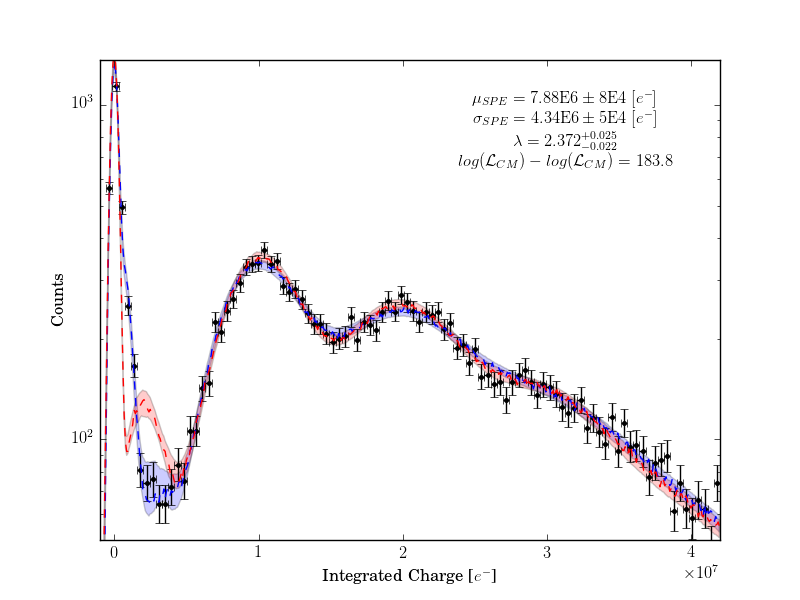 μ_SPE = 7.88E6 ± 8E4 [e⁻]
σ_SPE = 4.34E6 ± 5E4 [e⁻]
λ = 2.372^{+0.025}_{−0.022}
log(ℒ_CM) − log(ℒ_CM) = 183.8
10³
Counts
10²
0 1 2 3 4
×10⁷
Integrated Charge [e⁻]